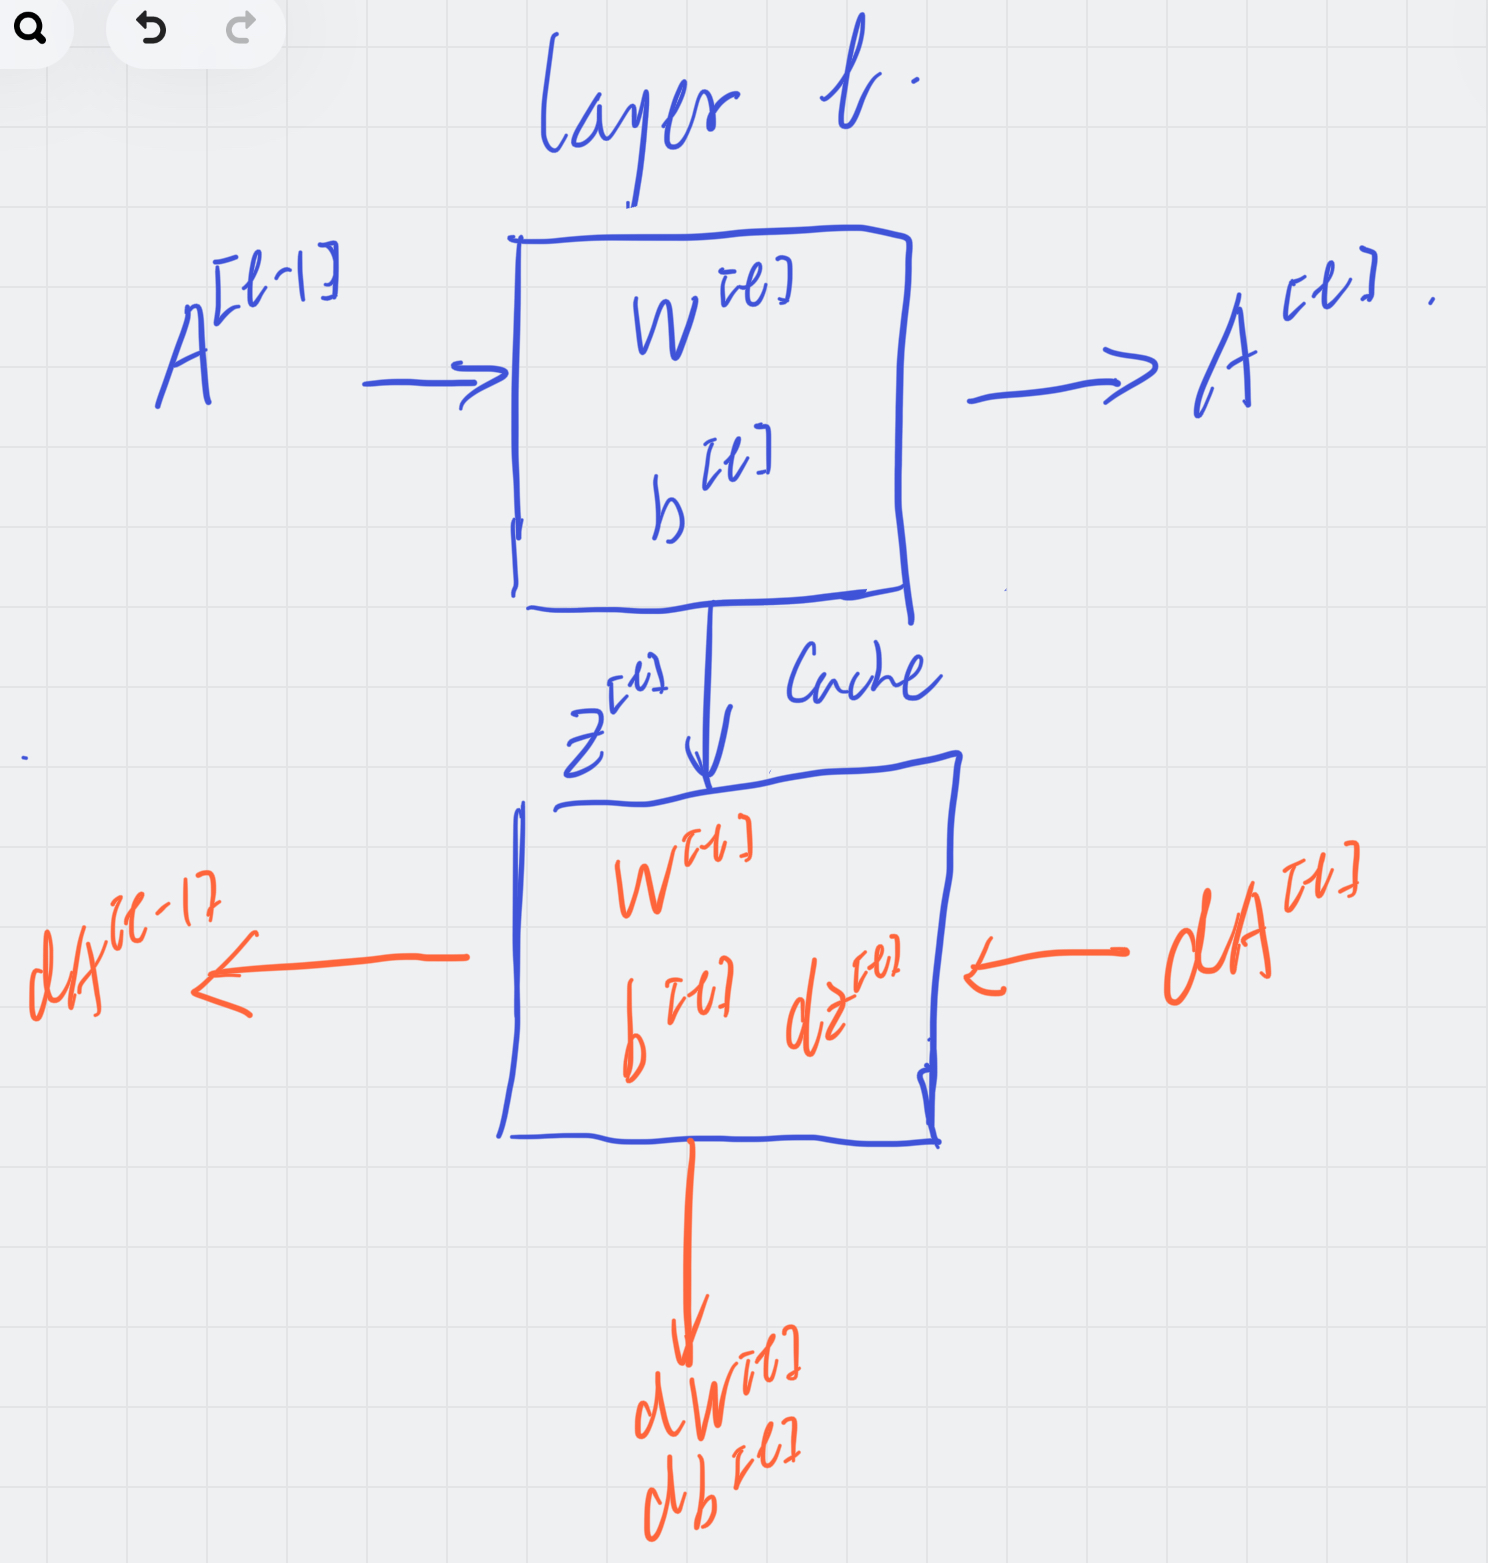 layer l.
A^[l-1]
W^[l]
A^[l].
b^[l]
z^[l] Cache
W^[l]
dA^[l-1]
b^[l] dz^[l]
dA^[l]
dW^[l]
db^[l]